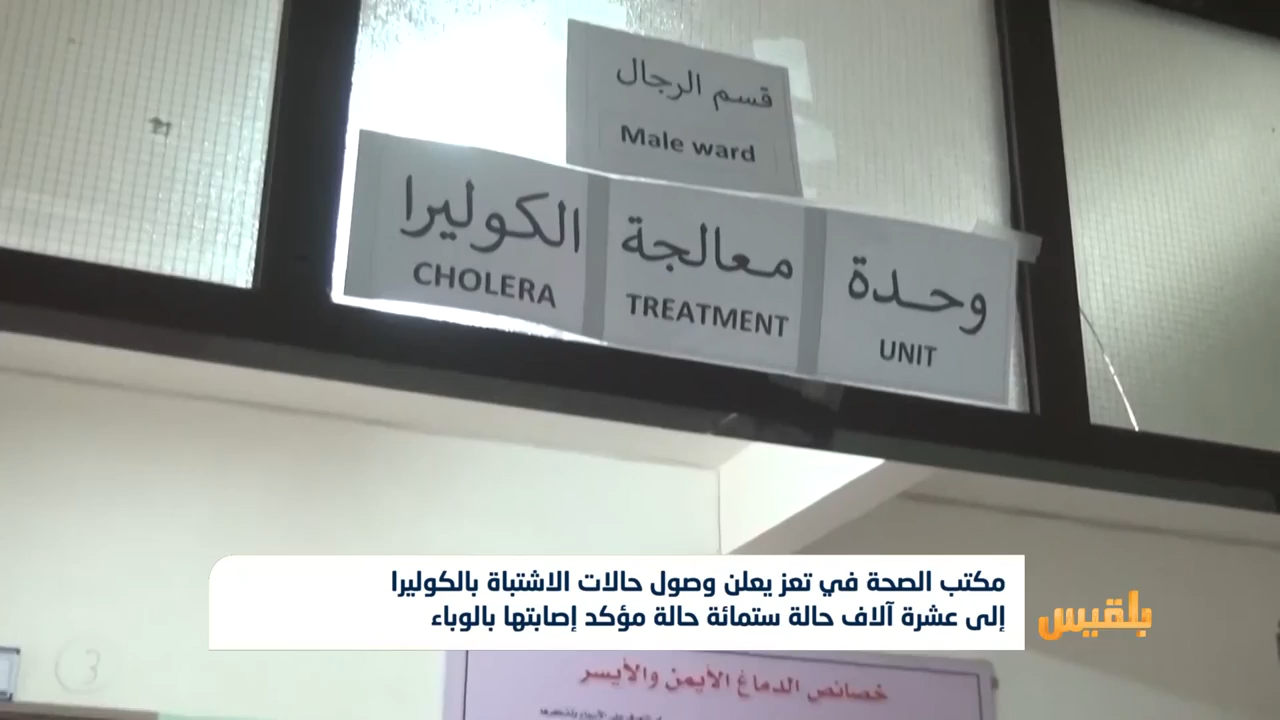 قسم الرجال
Male ward
وحدة معالجة الكوليرا
CHOLERA TREATMENT UNIT
مكتب الصحة في تعز يعلن وصول حالات الاشتباة بالكوليرا
إلى عشرة آلاف حالة ستمائة حالة مؤكد إصابتها بالوباء
بلقيس
خصائص الدماغ الأيمن والأيسر
3